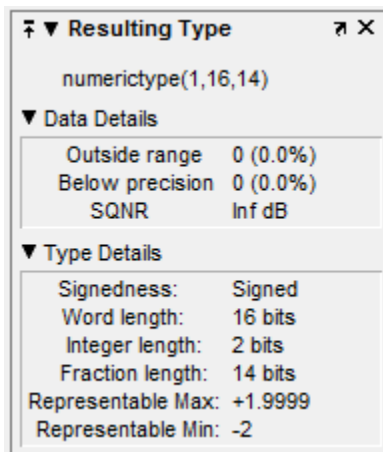 Resulting Type
numerictype(1,16,14)
Data Details
Outside range 0 (0.0%)
Below precision 0 (0.0%)
SQNR Inf dB
Type Details
Signedness: Signed
Word length: 16 bits
Integer length: 2 bits
Fraction length: 14 bits
Representable Max: +1.9999
Representable Min: -2